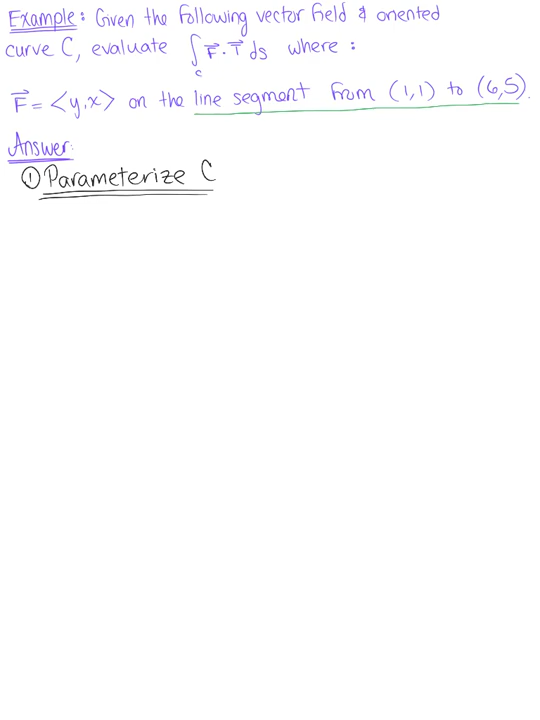 Example: Given the following vector field & oriented
curve C, evaluate ∫_C F⃗·T⃗ ds where:
F⃗ = <y,x> on the line segment from (1,1) to (6,5).
Answer:
① Parameterize C